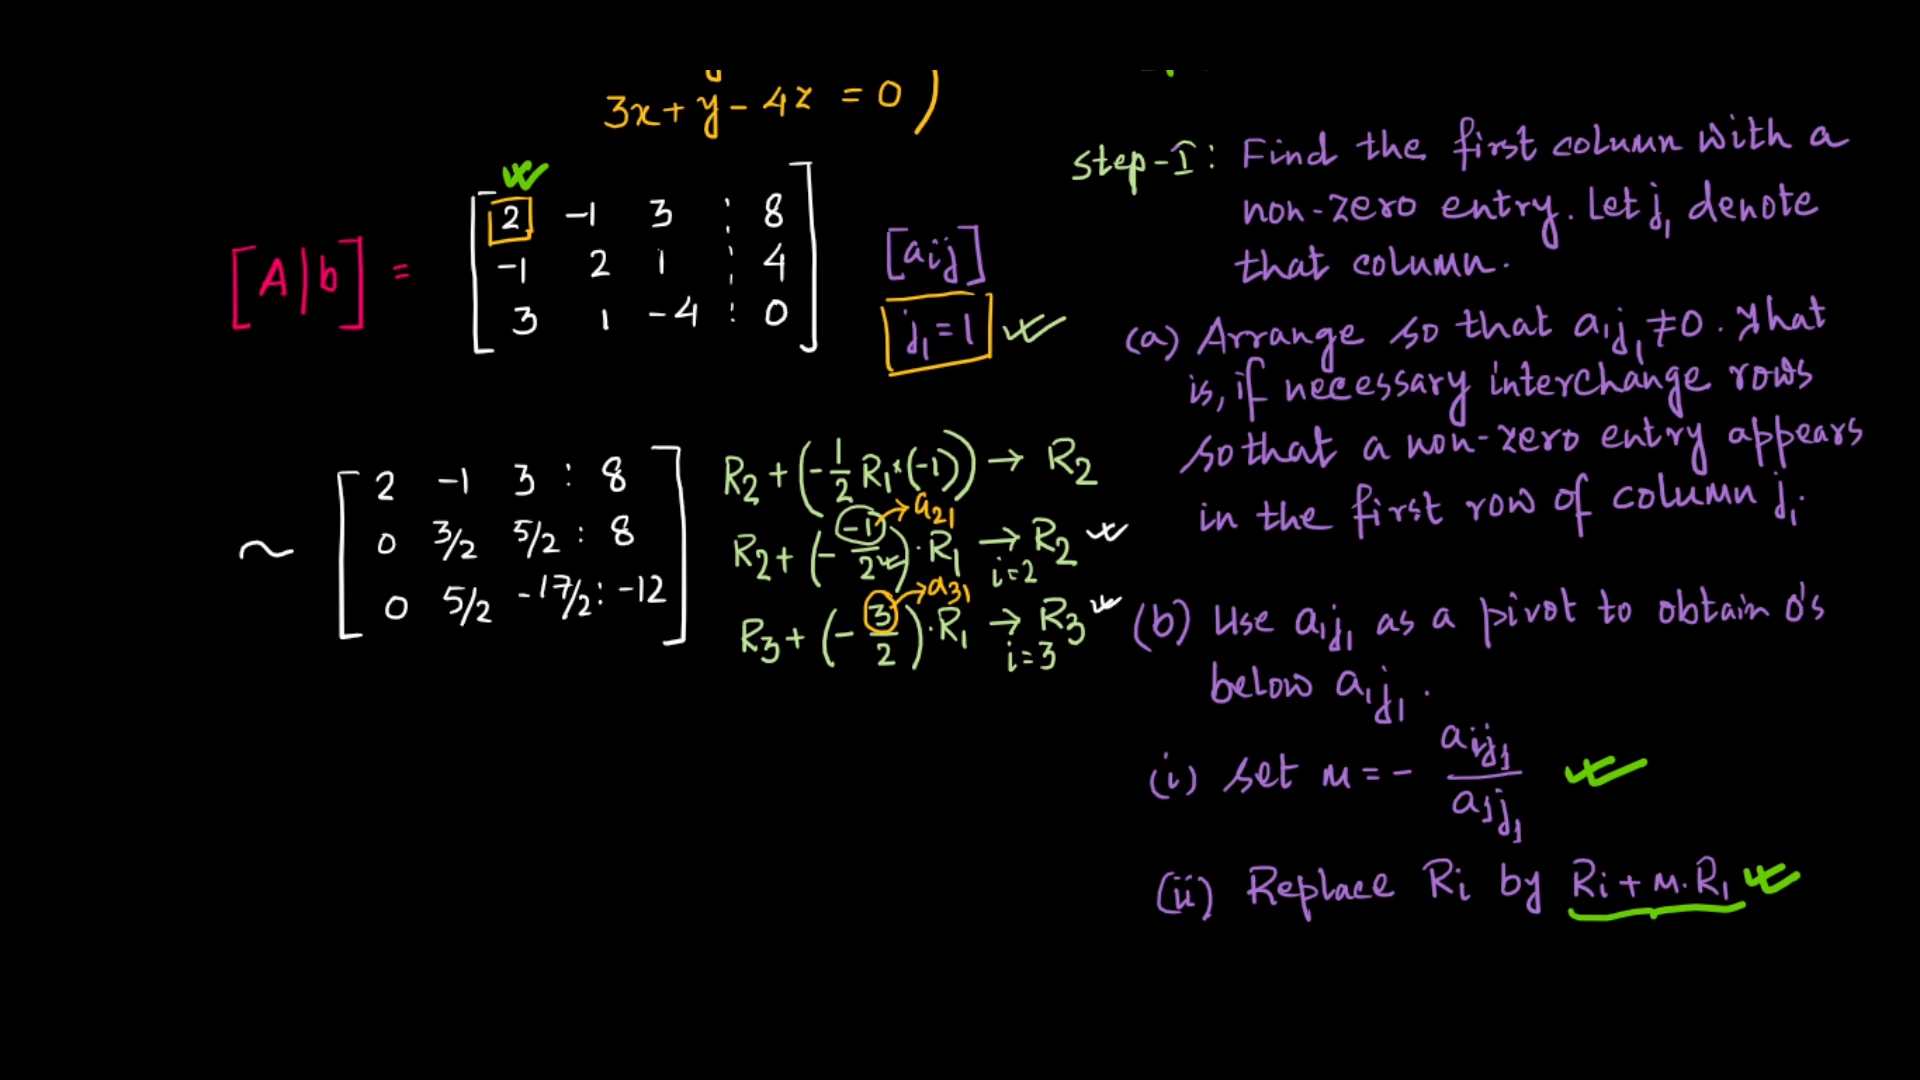 3x + y - 4z = 0 )
[A|b] = [ 2 -1 3 : 8
-1 2 1 : 4
3 1 -4 : 0 ]
[aij]
j₁ = 1
~ [ 2 -1 3 : 8
0 3/2 5/2 : 8
0 5/2 -17/2 : -12 ]
R₂ + (-1/2 R₁*(-1)) → R₂
R₂ + (- -1/2)·R₁ → R₂
→ a₂₁
i=2
R₃ + (- 3/2)·R₁ → R₃
→ a₃₁
i=3
Step-I: Find the first column with a
non-zero entry. Let j₁ denote
that column.
(a) Arrange so that a₁j₁ ≠ 0. That
is, if necessary interchange rows
so that a non-zero entry appears
in the first row of column j₁.
(b) Use a₁j₁ as a pivot to obtain 0's
below a₁j₁.
(i) set m = - aij₁ / a₁j₁
(ii) Replace Ri by Ri + m.R₁